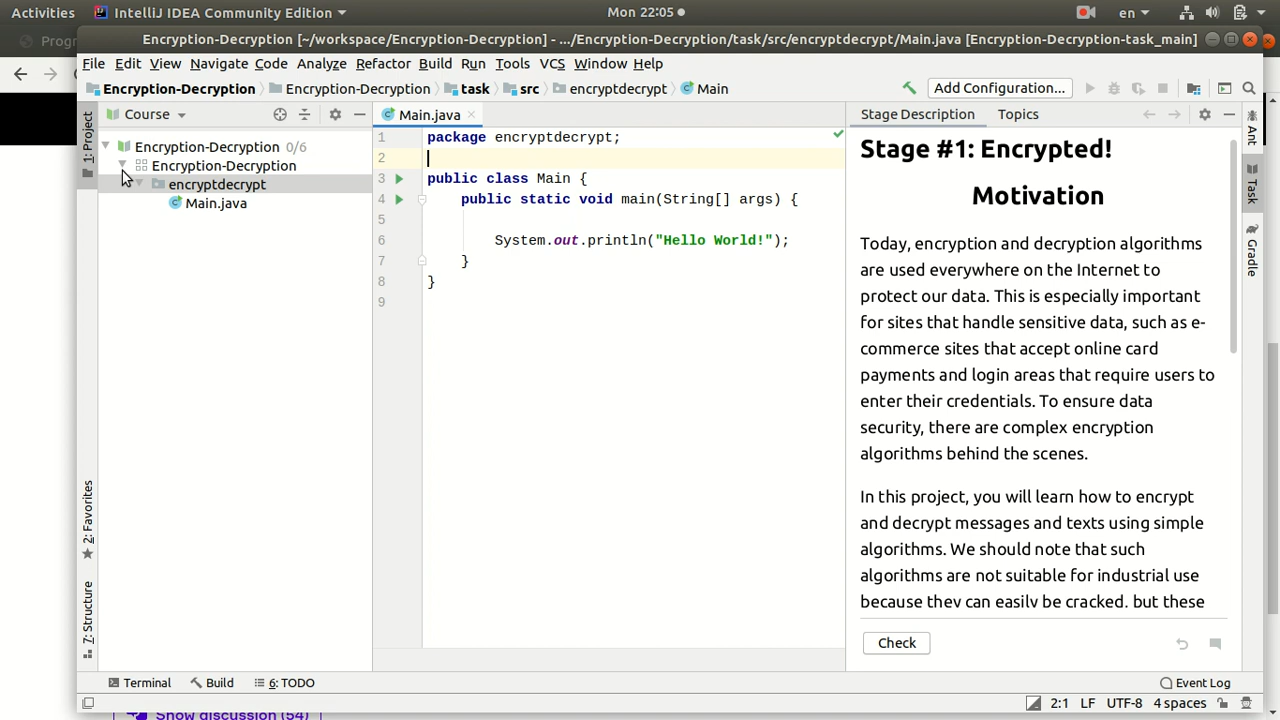 Activities IntelliJ IDEA Community Edition Mon 22:05 en
Encryption-Decryption [~/workspace/Encryption-Decryption] - .../Encryption-Decryption/task/src/encryptdecrypt/Main.java [Encryption-Decryption-task_main]
File Edit View Navigate Code Analyze Refactor Build Run Tools VCS Window Help
Encryption-Decryption Encryption-Decryption task src encryptdecrypt Main Add Configuration...
1: Project
Course
Encryption-Decryption 0/6
Encryption-Decryption
encryptdecrypt
Main.java
2: Favorites
7: Structure
Main.java
1 package encryptdecrypt;
2
3 public class Main {
4 public static void main(String[] args) {
5
6 System.out.println("Hello World!");
7 }
8 }
9
Stage Description Topics
Stage #1: Encrypted!
Motivation
Today, encryption and decryption algorithms
are used everywhere on the Internet to
protect our data. This is especially important
for sites that handle sensitive data, such as e-
commerce sites that accept online card
payments and login areas that require users to
enter their credentials. To ensure data
security, there are complex encryption
algorithms behind the scenes.
In this project, you will learn how to encrypt
and decrypt messages and texts using simple
algorithms. We should note that such
algorithms are not suitable for industrial use
because they can easily be cracked, but these
Check
Ant
Task
Gradle
Terminal Build 6: TODO Event Log
2:1 LF UTF-8 4 spaces
Show discussion (54)